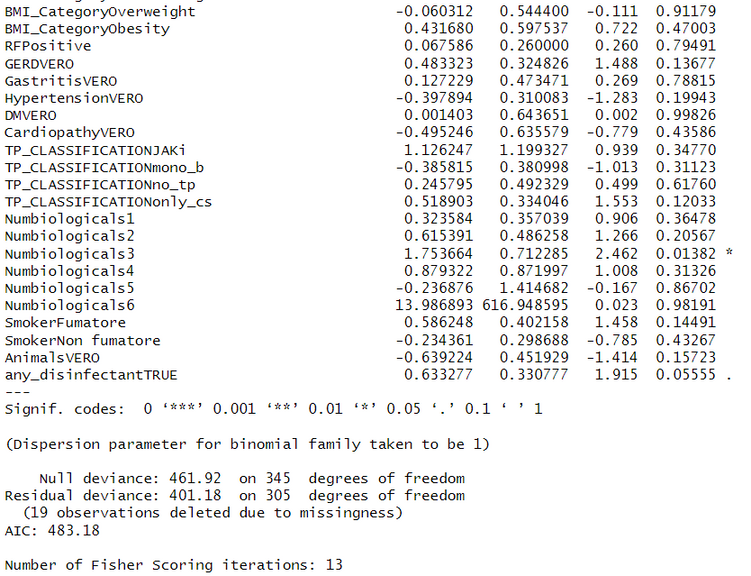 BMI_CategoryOverweight -0.060312 0.544400 -0.111 0.91179
BMI_CategoryObesity 0.431680 0.597537 0.722 0.47003
RFPositive 0.067586 0.260000 0.260 0.79491
GERDVERO 0.483323 0.324826 1.488 0.13677
GastritisVERO 0.127229 0.473471 0.269 0.78815
HypertensionVERO -0.397894 0.310083 -1.283 0.19943
DMVERO 0.001403 0.643651 0.002 0.99826
CardiopathyVERO -0.495246 0.635579 -0.779 0.43586
TP_CLASSIFICATIONJAKi 1.126247 1.199327 0.939 0.34770
TP_CLASSIFICATIONmono_b -0.385815 0.380998 -1.013 0.31123
TP_CLASSIFICATIONno_tp 0.245795 0.492329 0.499 0.61760
TP_CLASSIFICATIONonly_cs 0.518903 0.334046 1.553 0.12033
Numbiologicals1 0.323584 0.357039 0.906 0.36478
Numbiologicals2 0.615391 0.486258 1.266 0.20567
Numbiologicals3 1.753664 0.712285 2.462 0.01382 *
Numbiologicals4 0.879322 0.871997 1.008 0.31326
Numbiologicals5 -0.236876 1.414682 -0.167 0.86702
Numbiologicals6 13.986893 616.948595 0.023 0.98191
SmokerFumatore 0.586248 0.402158 1.458 0.14491
SmokerNon fumatore -0.234361 0.298688 -0.785 0.43267
AnimalsVERO -0.639224 0.451929 -1.414 0.15723
any_disinfectantTRUE 0.633277 0.330777 1.915 0.05555 .
---
Signif. codes: 0 ‘***’ 0.001 ‘**’ 0.01 ‘*’ 0.05 ‘.’ 0.1 ‘ ’ 1
(Dispersion parameter for binomial family taken to be 1)
Null deviance: 461.92 on 345 degrees of freedom
Residual deviance: 401.18 on 305 degrees of freedom
(19 observations deleted due to missingness)
AIC: 483.18
Number of Fisher Scoring iterations: 13